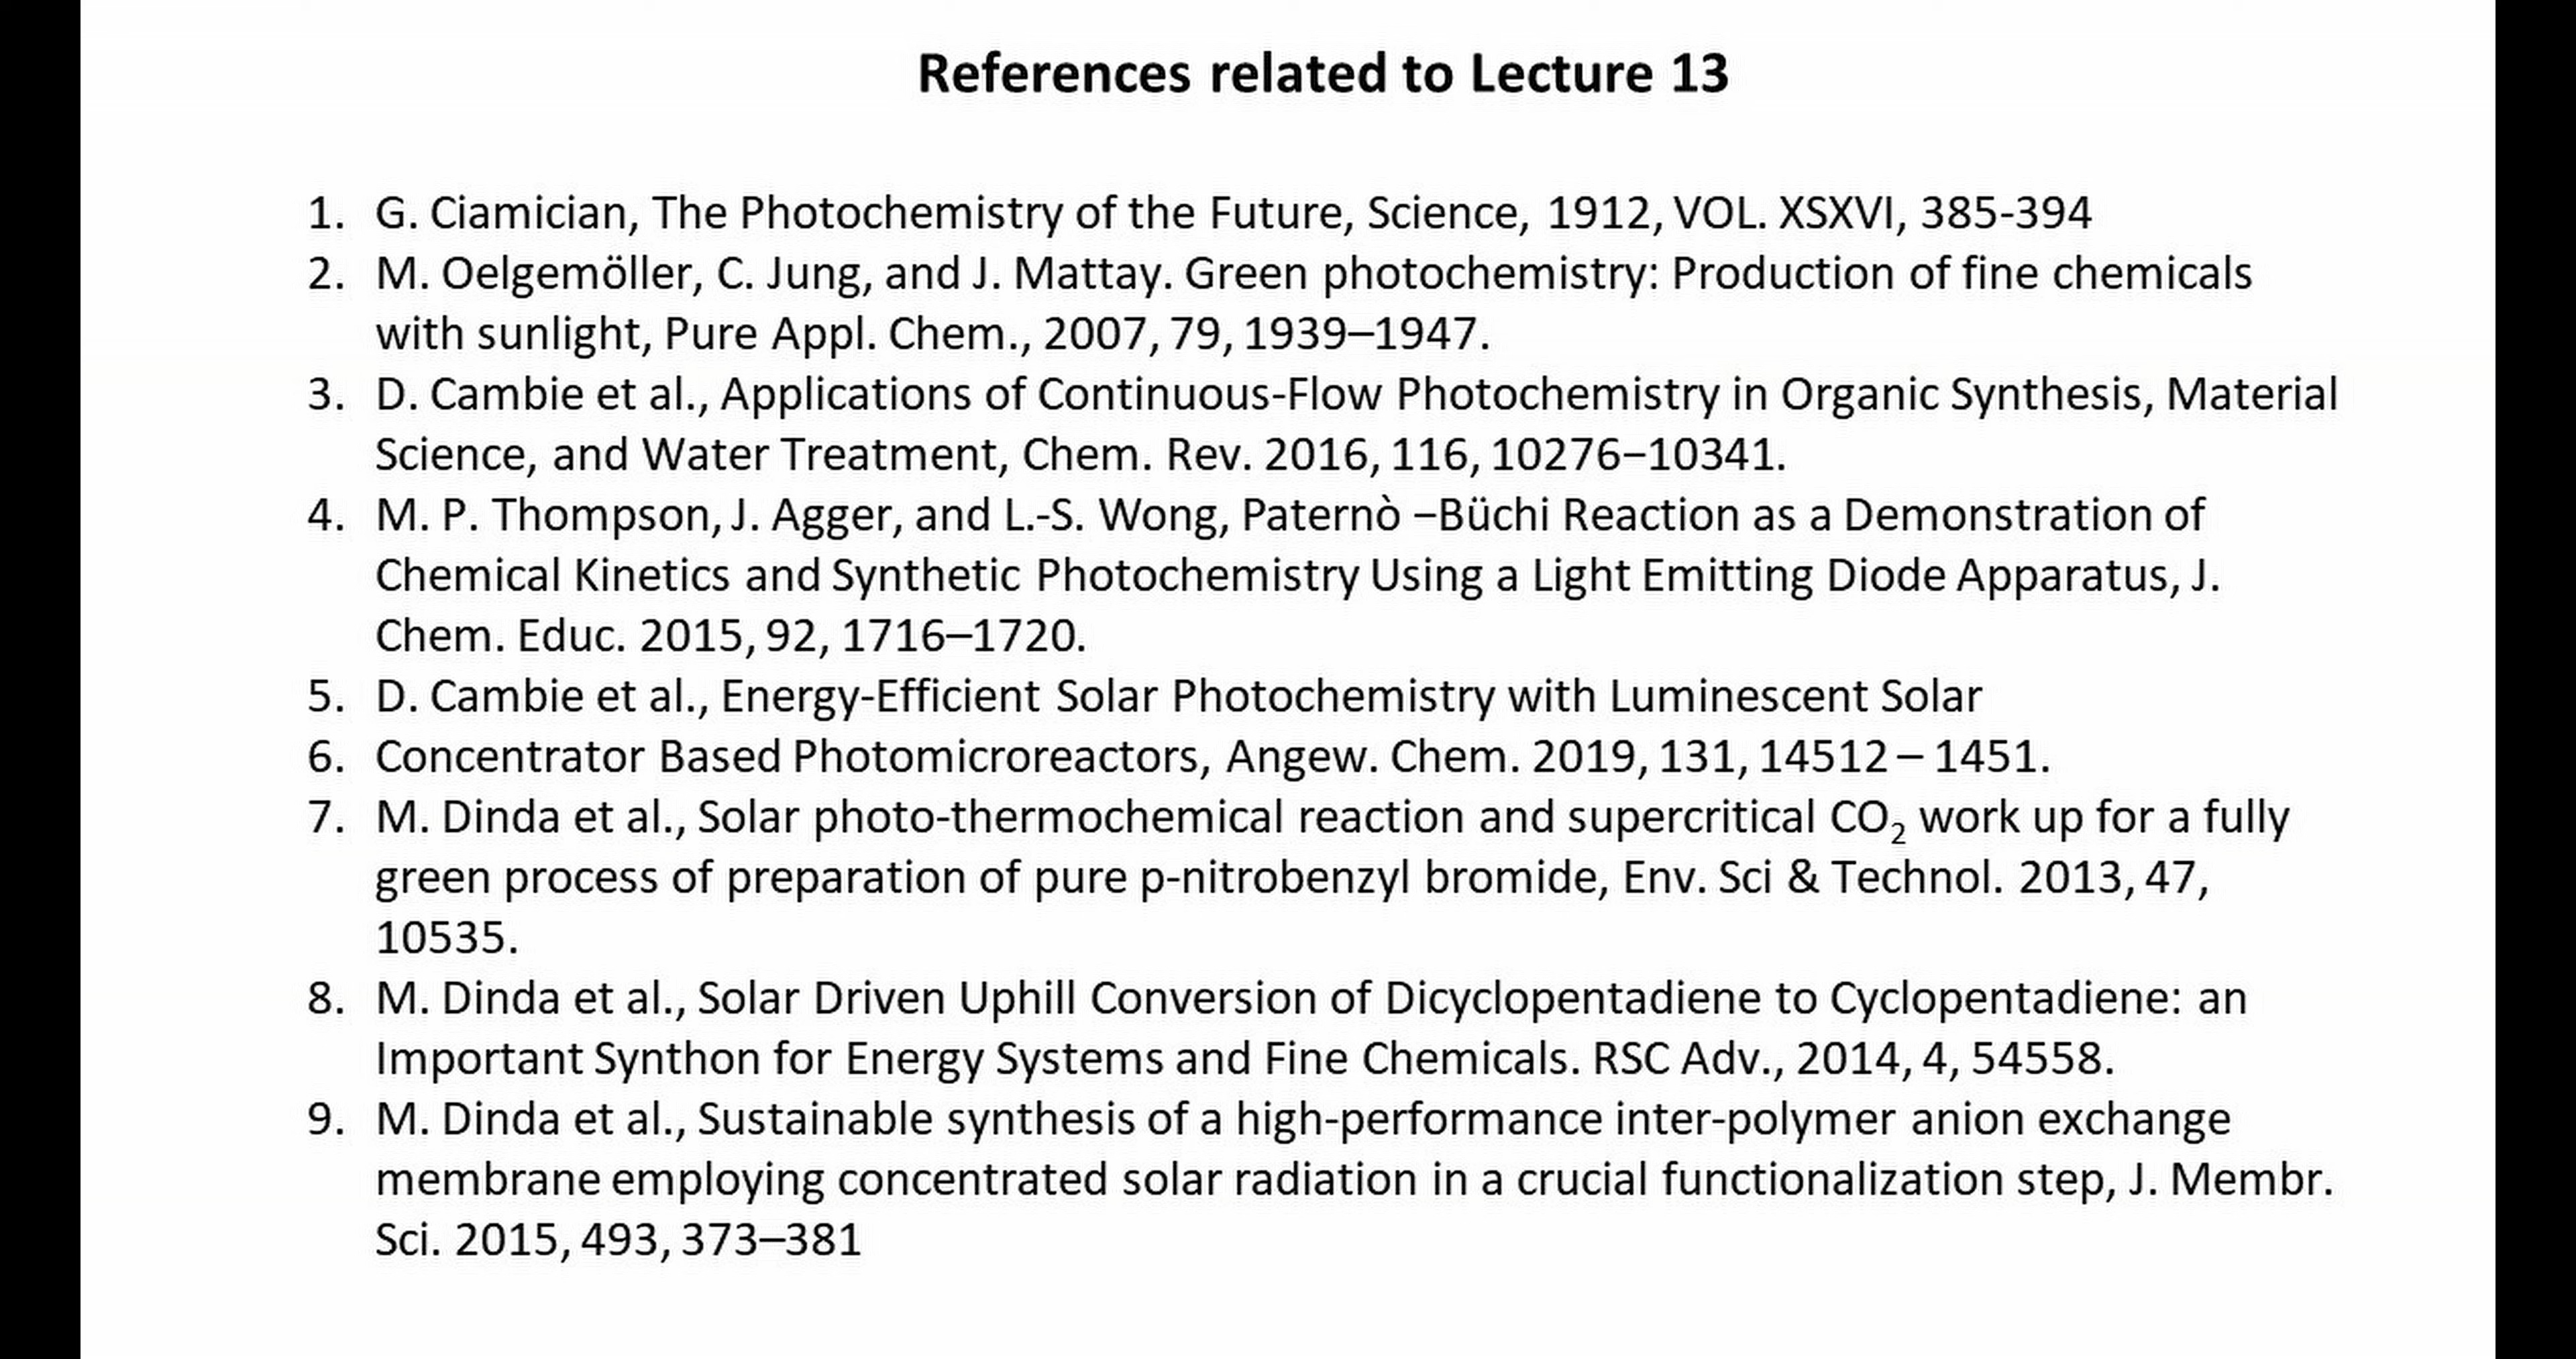 References related to Lecture 13
1. G. Ciamician, The Photochemistry of the Future, Science, 1912, VOL. XSXVI, 385-394
2. M. Oelgemöller, C. Jung, and J. Mattay. Green photochemistry: Production of fine chemicals
with sunlight, Pure Appl. Chem., 2007, 79, 1939–1947.
3. D. Cambie et al., Applications of Continuous-Flow Photochemistry in Organic Synthesis, Material
Science, and Water Treatment, Chem. Rev. 2016, 116, 10276−10341.
4. M. P. Thompson, J. Agger, and L.-S. Wong, Paternò −Büchi Reaction as a Demonstration of
Chemical Kinetics and Synthetic Photochemistry Using a Light Emitting Diode Apparatus, J.
Chem. Educ. 2015, 92, 1716–1720.
5. D. Cambie et al., Energy-Efficient Solar Photochemistry with Luminescent Solar
6. Concentrator Based Photomicroreactors, Angew. Chem. 2019, 131, 14512 – 1451.
7. M. Dinda et al., Solar photo-thermochemical reaction and supercritical CO₂ work up for a fully
green process of preparation of pure p-nitrobenzyl bromide, Env. Sci & Technol. 2013, 47,
10535.
8. M. Dinda et al., Solar Driven Uphill Conversion of Dicyclopentadiene to Cyclopentadiene: an
Important Synthon for Energy Systems and Fine Chemicals. RSC Adv., 2014, 4, 54558.
9. M. Dinda et al., Sustainable synthesis of a high-performance inter-polymer anion exchange
membrane employing concentrated solar radiation in a crucial functionalization step, J. Membr.
Sci. 2015, 493, 373–381